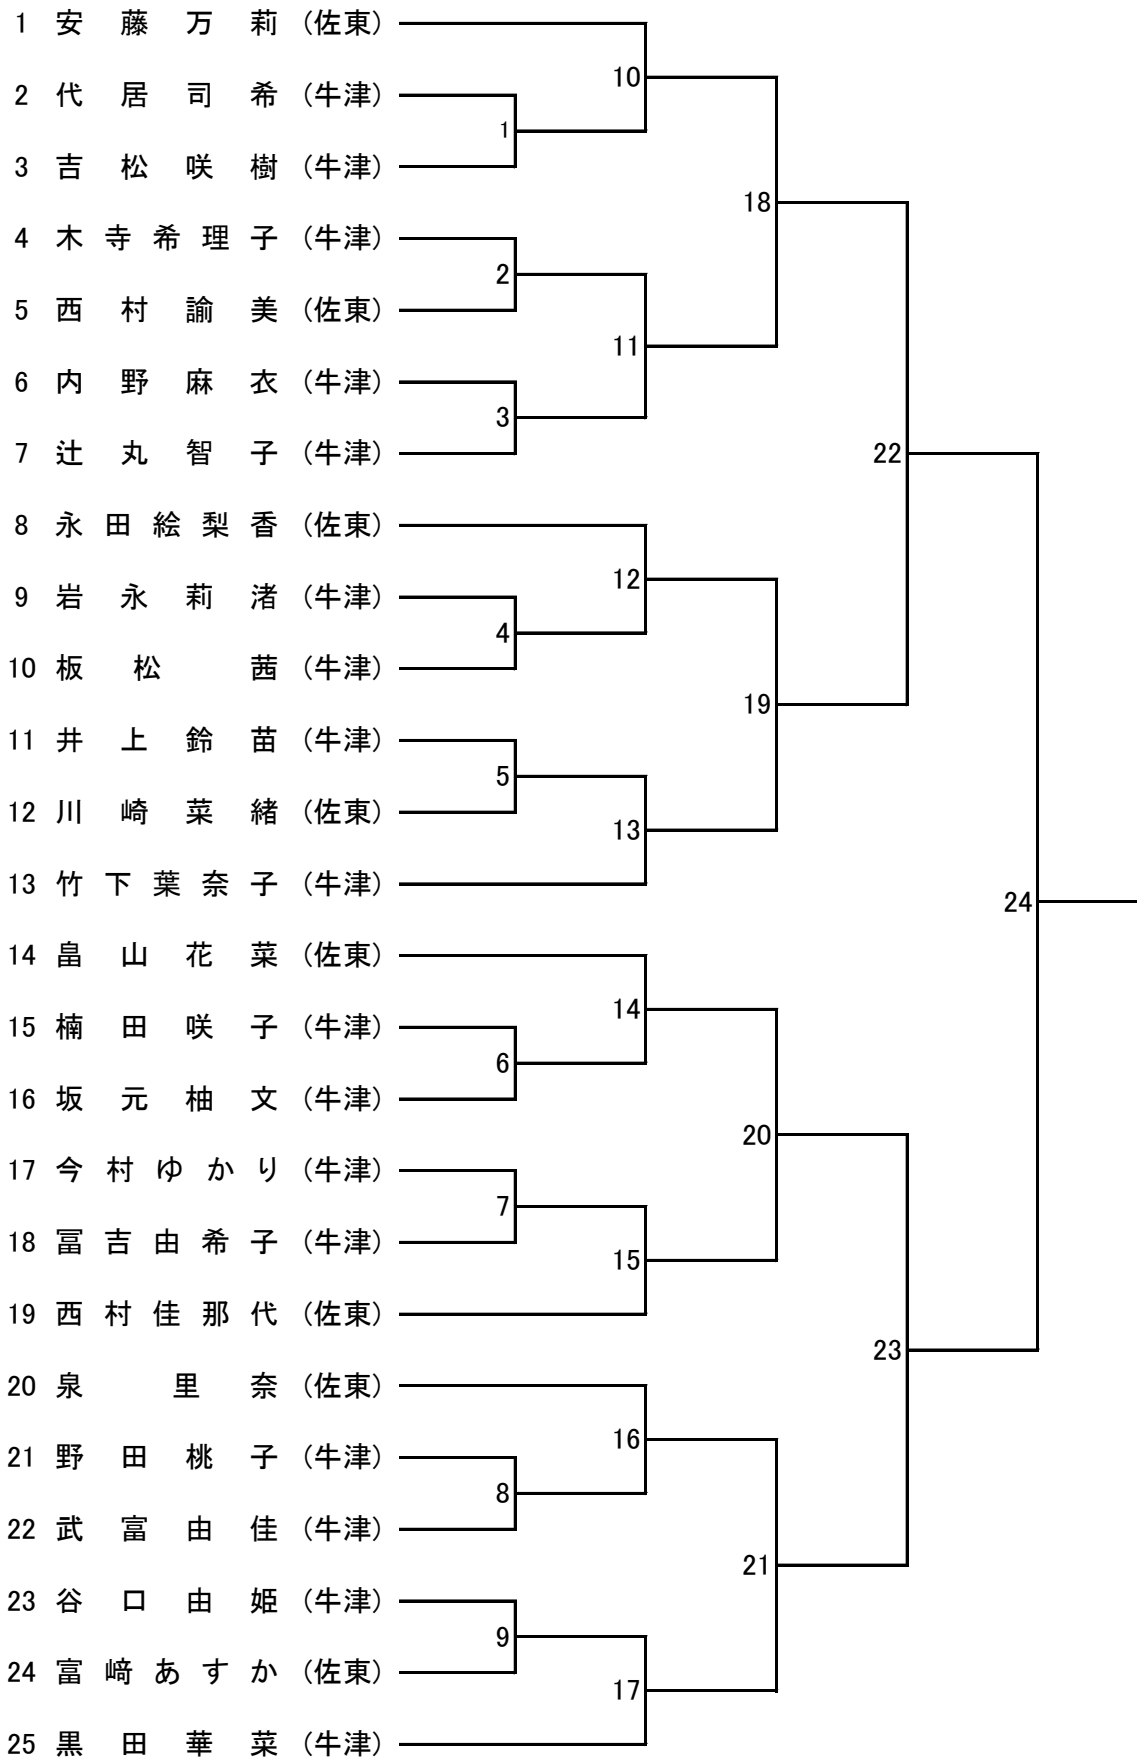 1 安藤万莉 (佐東)
10
2 代居司希 (牛津)
1
3 吉松咲樹 (牛津)
18
4 木寺希理子 (牛津)
2
5 西村諭美 (佐東)
11
6 内野麻衣 (牛津)
3
7 辻丸智子 (牛津)
22
8 永田絵梨香 (佐東)
12
9 岩永莉渚 (牛津)
4
10 板松茜 (牛津)
19
11 井上鈴苗 (牛津)
5
12 川崎菜緒 (佐東)
13
13 竹下葉奈子 (牛津)
24
14 畠山花菜 (佐東)
14
15 楠田咲子 (牛津)
6
16 坂元柚文 (牛津)
20
17 今村ゆかり (牛津)
7
18 冨吉由希子 (牛津)
15
19 西村佳那代 (佐東)
23
20 泉里奈 (佐東)
16
21 野田桃子 (牛津)
8
22 武富由佳 (牛津)
21
23 谷口由姫 (牛津)
9
24 富﨑あすか (佐東)
17
25 黒田華菜 (牛津)